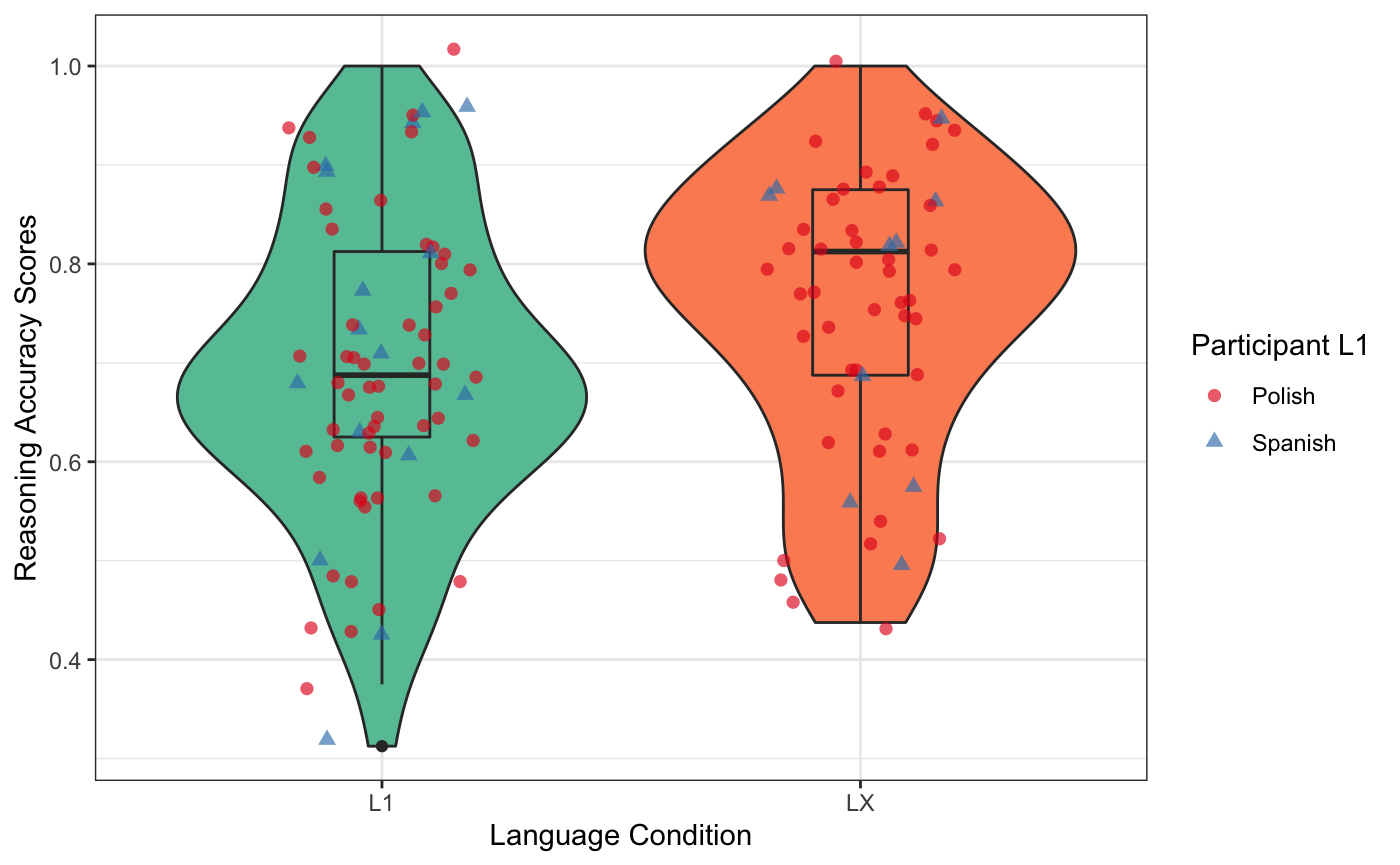 Reasoning Accuracy Scores
1.0
0.8
0.6
0.4
L1
LX
Language Condition
Participant L1
Polish
Spanish